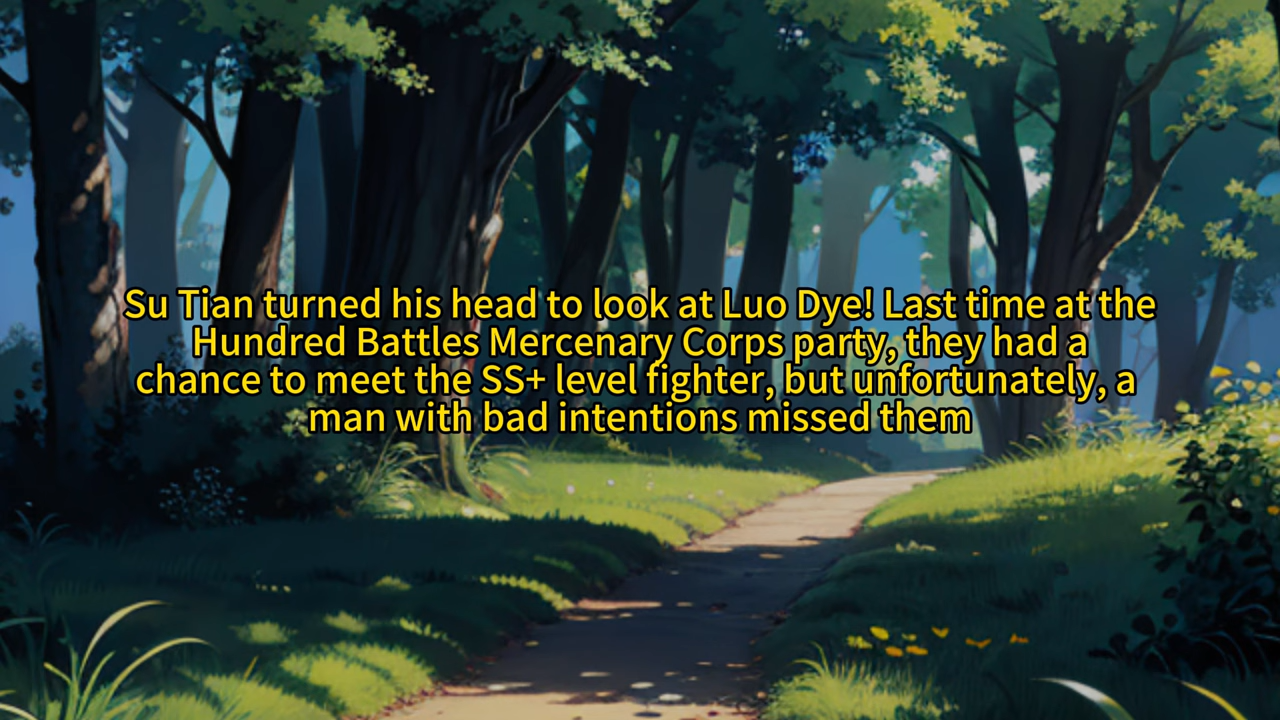 Su Tian turned his head to look at Luo Dye! Last time at the
Hundred Battles Mercenary Corps party, they had a
chance to meet the SS+ level fighter, but unfortunately, a
man with bad intentions missed them